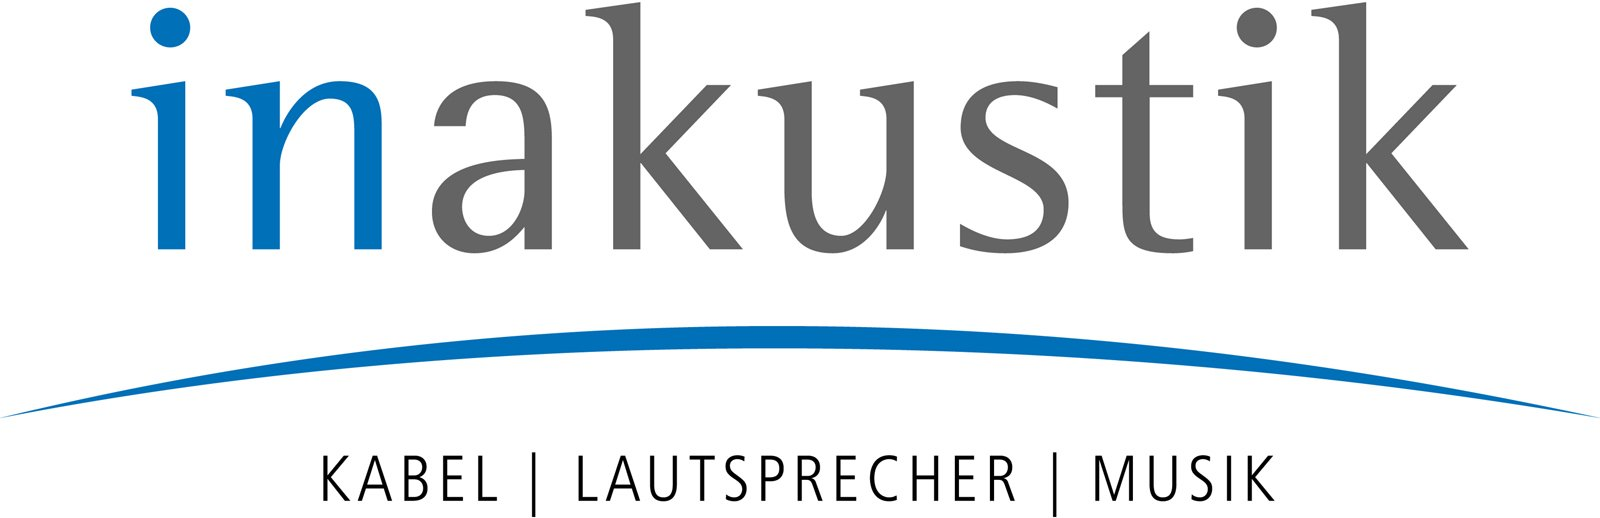 inakustik
KABEL | LAUTSPRECHER | MUSIK